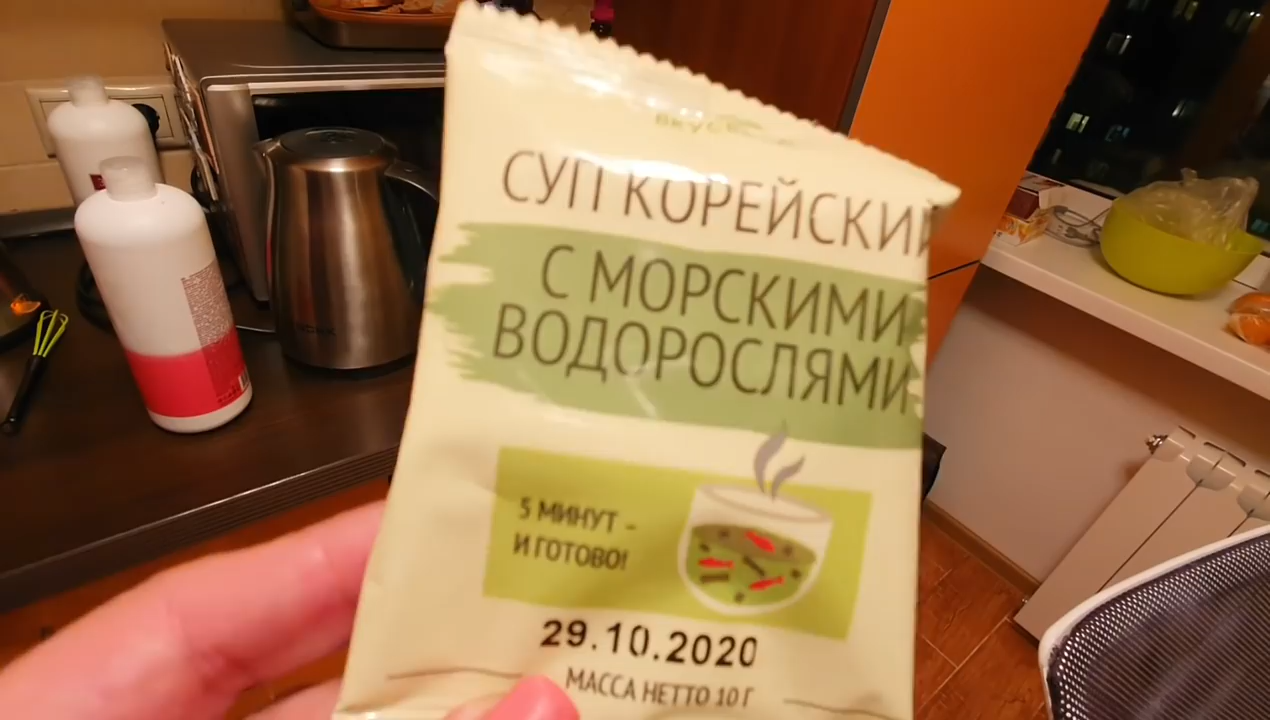 СУП КОРЕЙСКИЙ
С МОРСКИМИ
ВОДОРОСЛЯМИ
5 МИНУТ –
И ГОТОВО!
29.10.2020
МАССА НЕТТО 10 Г